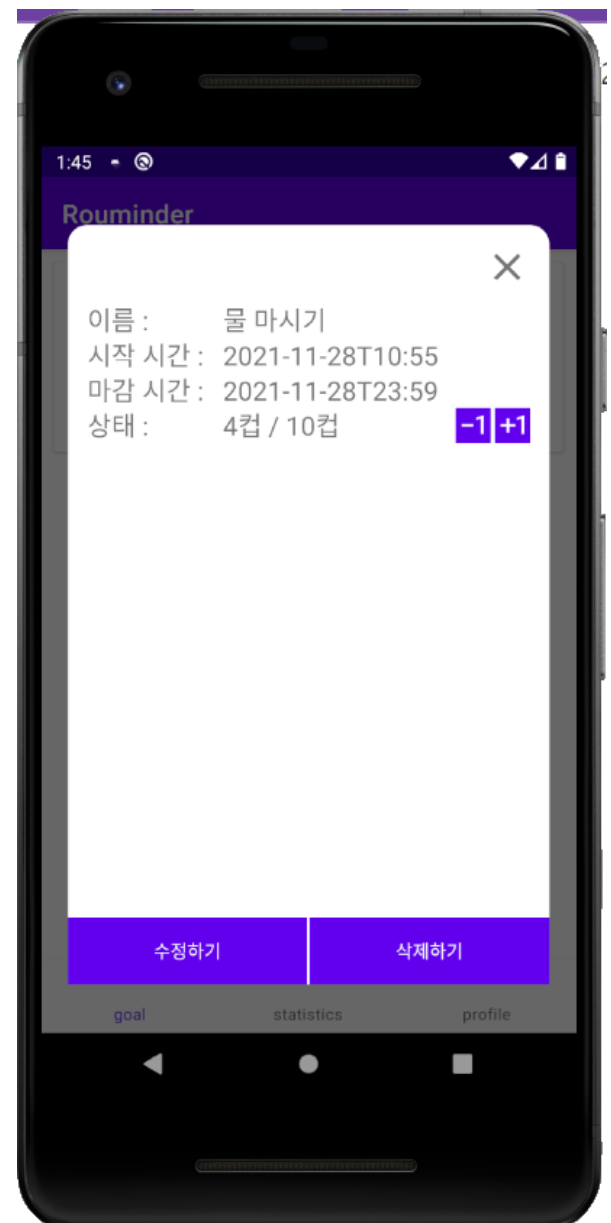 1:45
Rouminder
이름 : 물 마시기
시작 시간 : 2021-11-28T10:55
마감 시간 : 2021-11-28T23:59
상태 : 4컵 / 10컵 -1 +1
수정하기 삭제하기
goal statistics profile